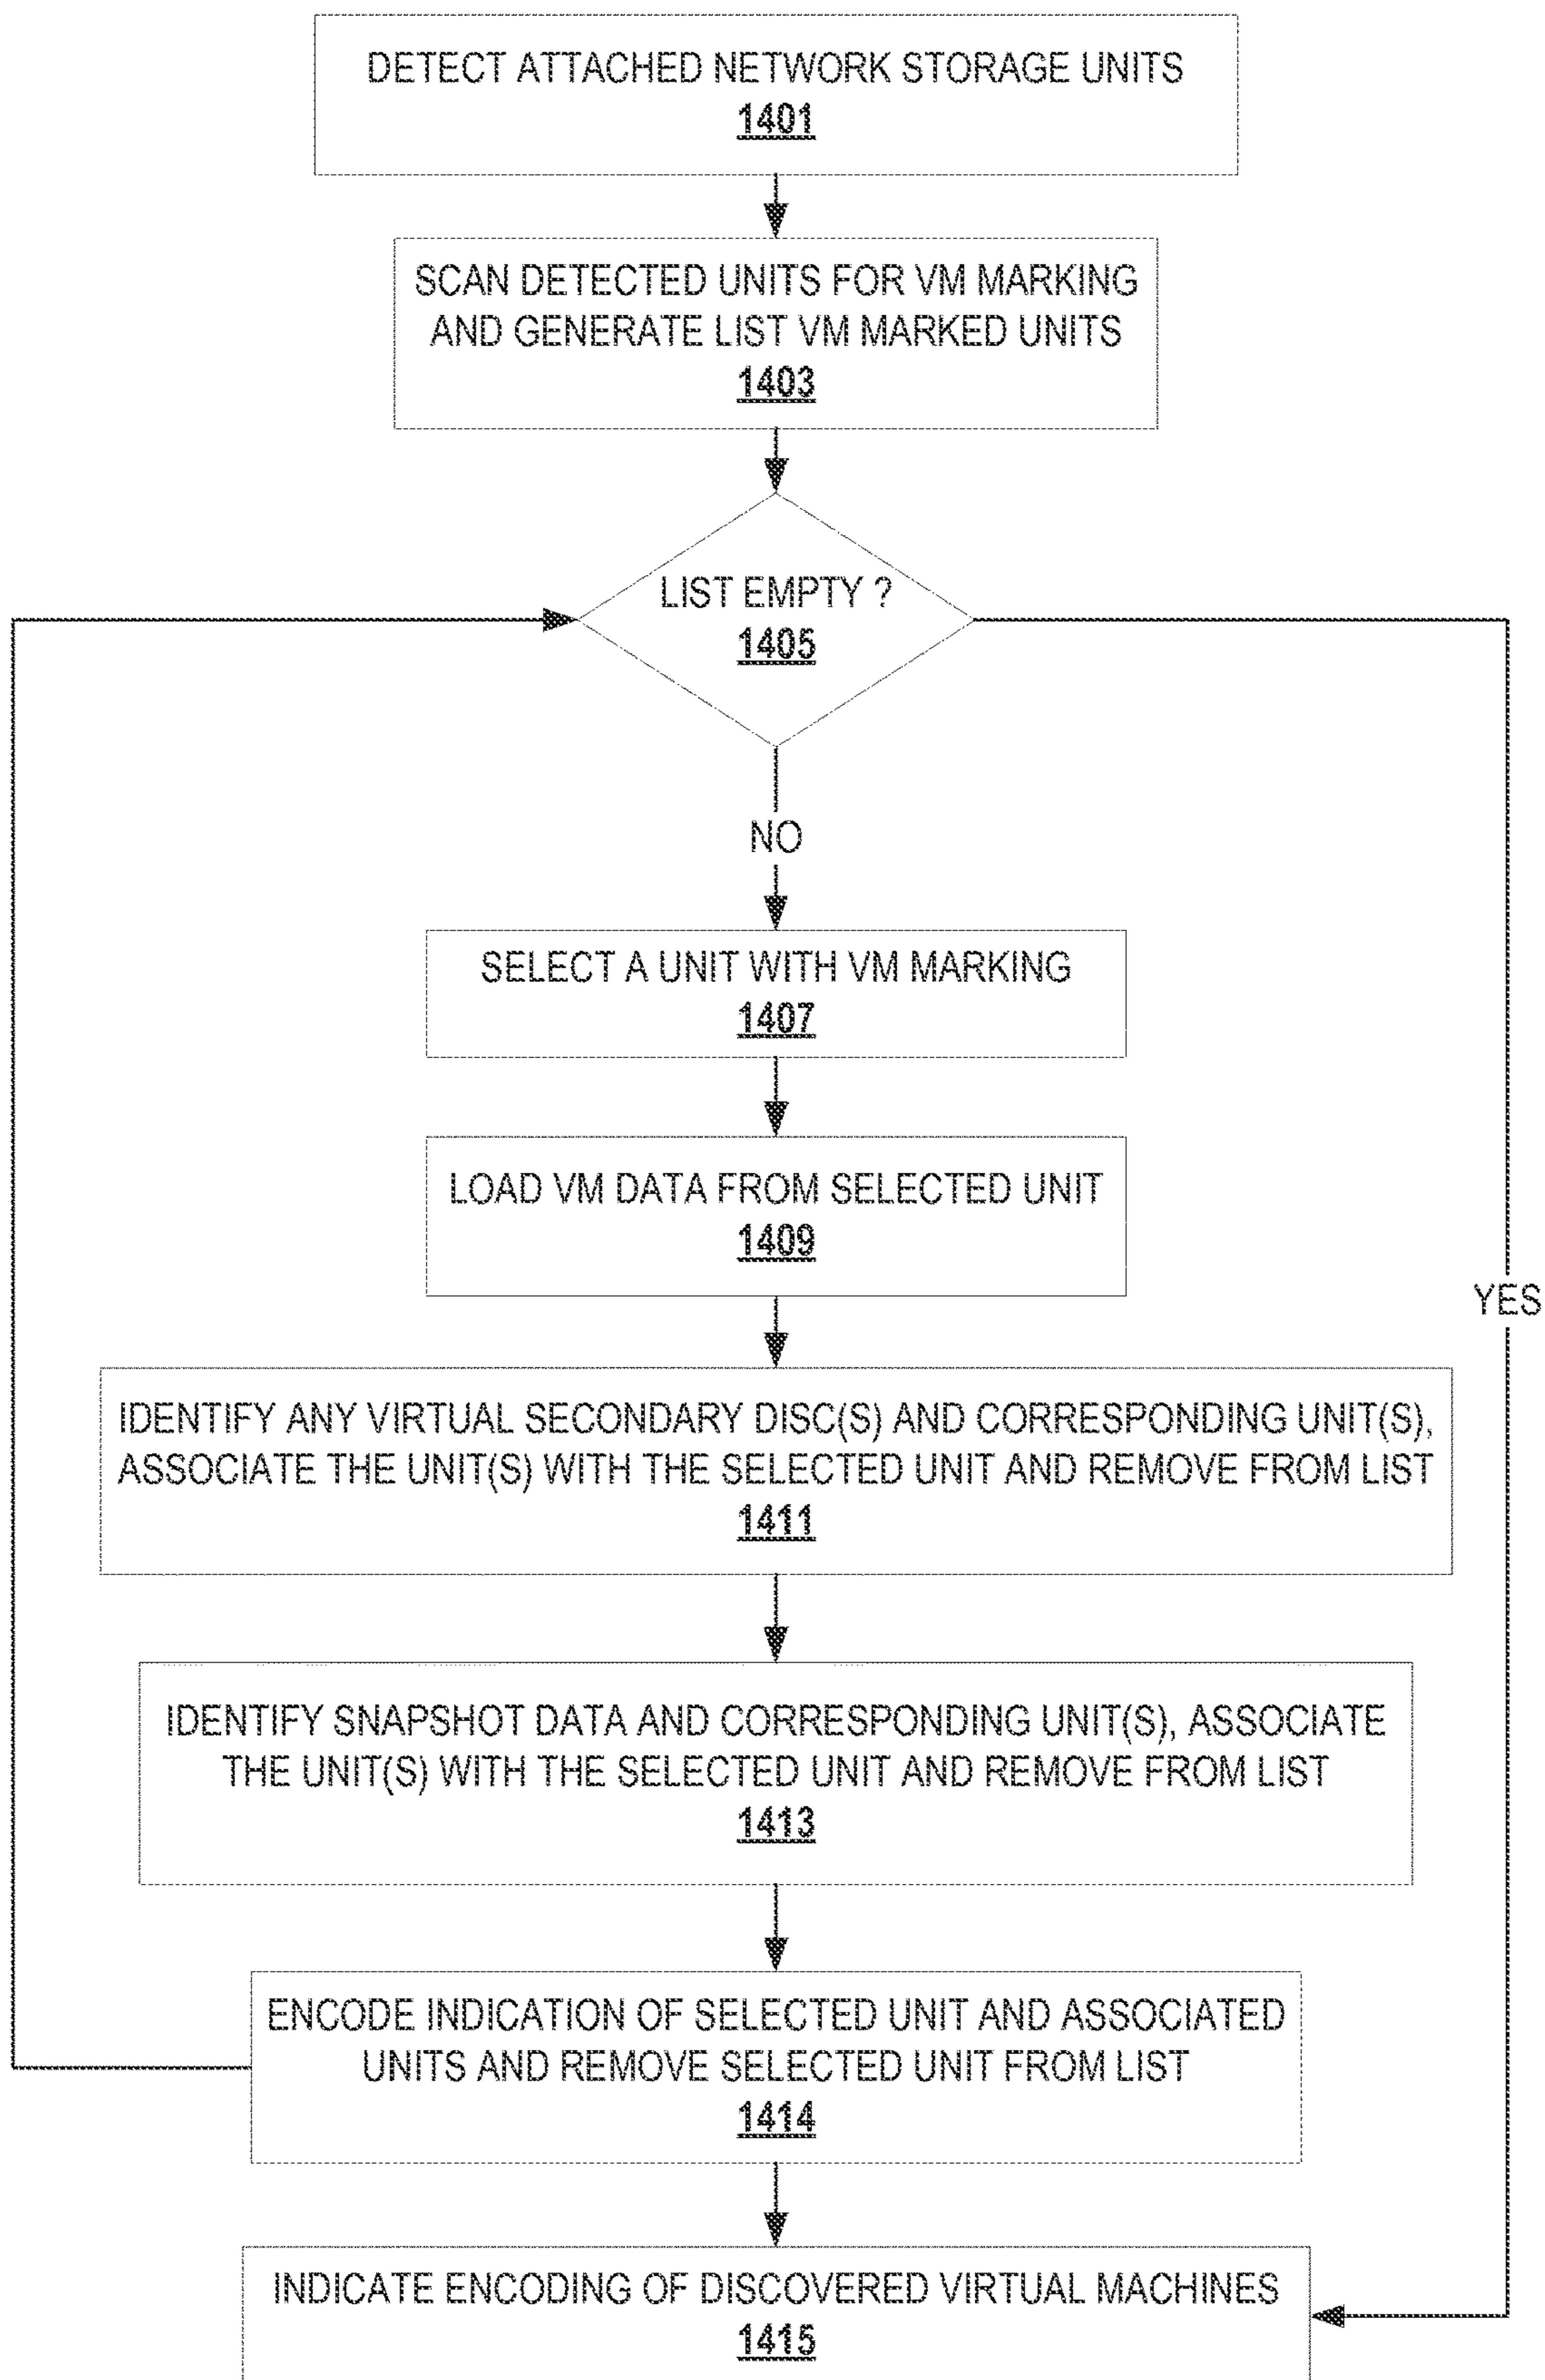 DETECT ATTACHED NETWORK STORAGE UNITS
1401
SCAN DETECTED UNITS FOR VM MARKING
AND GENERATE LIST VM MARKED UNITS
1403
LIST EMPTY ?
1405
NO
SELECT A UNIT WITH VM MARKING
1407
LOAD VM DATA FROM SELECTED UNIT
1409
YES
IDENTIFY ANY VIRTUAL SECONDARY DISC(S) AND CORRESPONDING UNIT(S),
ASSOCIATE THE UNIT(S) WITH THE SELECTED UNIT AND REMOVE FROM LIST
1411
IDENTIFY SNAPSHOT DATA AND CORRESPONDING UNIT(S), ASSOCIATE
THE UNIT(S) WITH THE SELECTED UNIT AND REMOVE FROM LIST
1413
ENCODE INDICATION OF SELECTED UNIT AND ASSOCIATED
UNITS AND REMOVE SELECTED UNIT FROM LIST
1414
INDICATE ENCODING OF DISCOVERED VIRTUAL MACHINES
1415